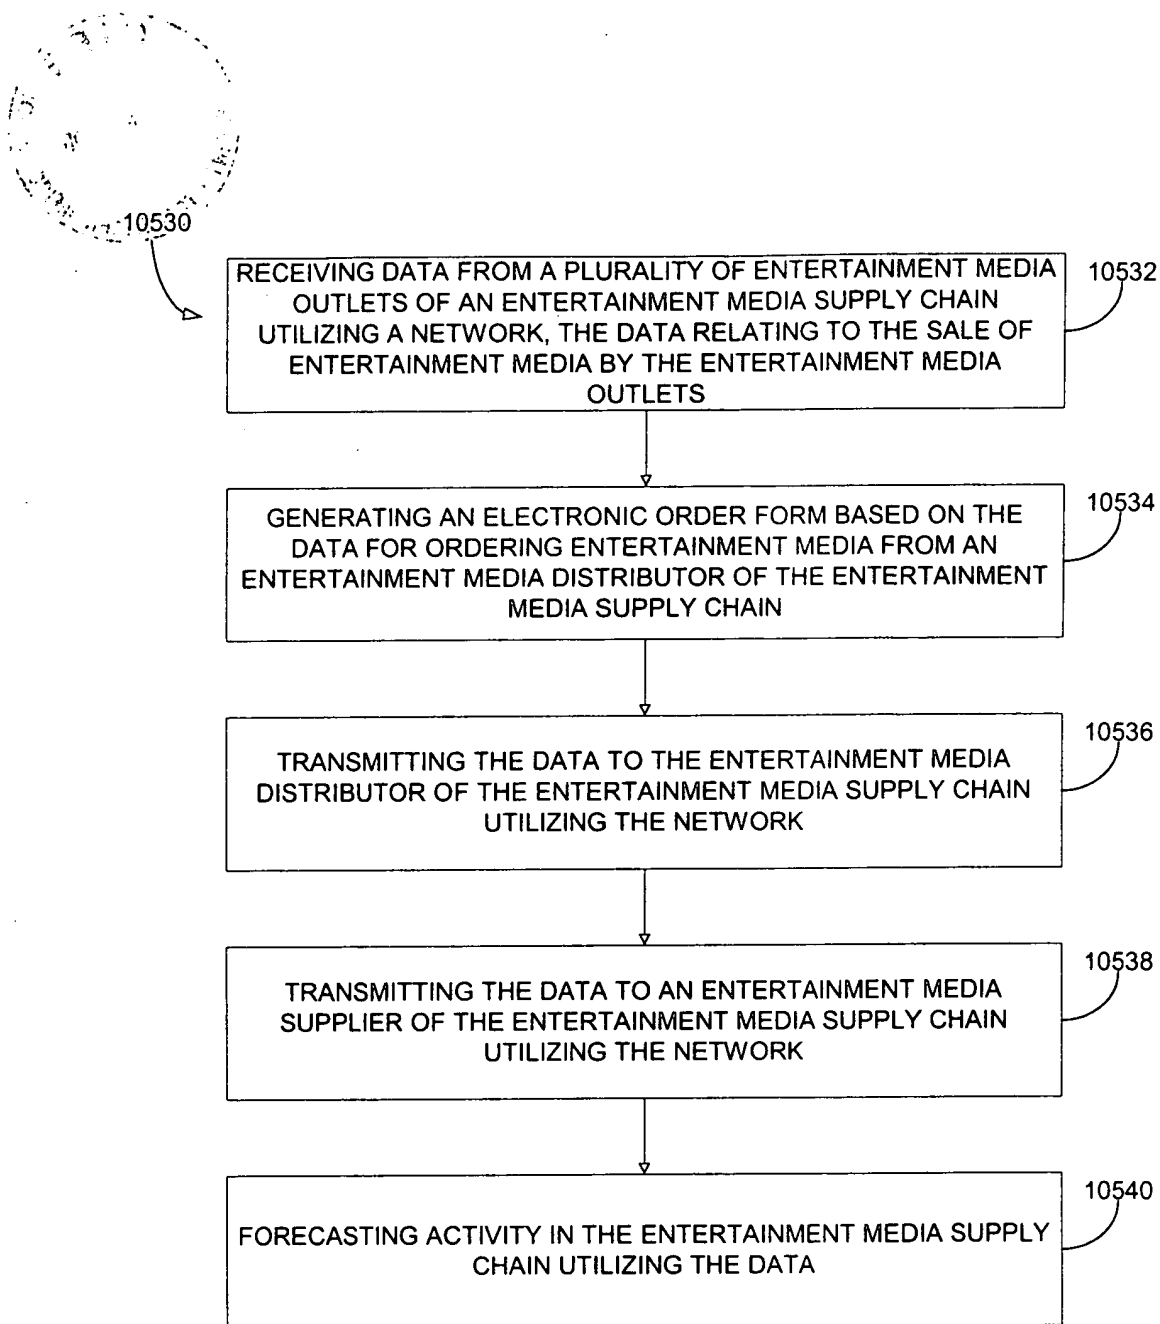 10530
RECEIVING DATA FROM A PLURALITY OF ENTERTAINMENT MEDIA
OUTLETS OF AN ENTERTAINMENT MEDIA SUPPLY CHAIN
UTILIZING A NETWORK, THE DATA RELATING TO THE SALE OF
ENTERTAINMENT MEDIA BY THE ENTERTAINMENT MEDIA
OUTLETS
10532
GENERATING AN ELECTRONIC ORDER FORM BASED ON THE
DATA FOR ORDERING ENTERTAINMENT MEDIA FROM AN
ENTERTAINMENT MEDIA DISTRIBUTOR OF THE ENTERTAINMENT
MEDIA SUPPLY CHAIN
10534
TRANSMITTING THE DATA TO THE ENTERTAINMENT MEDIA
DISTRIBUTOR OF THE ENTERTAINMENT MEDIA SUPPLY CHAIN
UTILIZING THE NETWORK
10536
TRANSMITTING THE DATA TO AN ENTERTAINMENT MEDIA
SUPPLIER OF THE ENTERTAINMENT MEDIA SUPPLY CHAIN
UTILIZING THE NETWORK
10538
FORECASTING ACTIVITY IN THE ENTERTAINMENT MEDIA SUPPLY
CHAIN UTILIZING THE DATA
10540